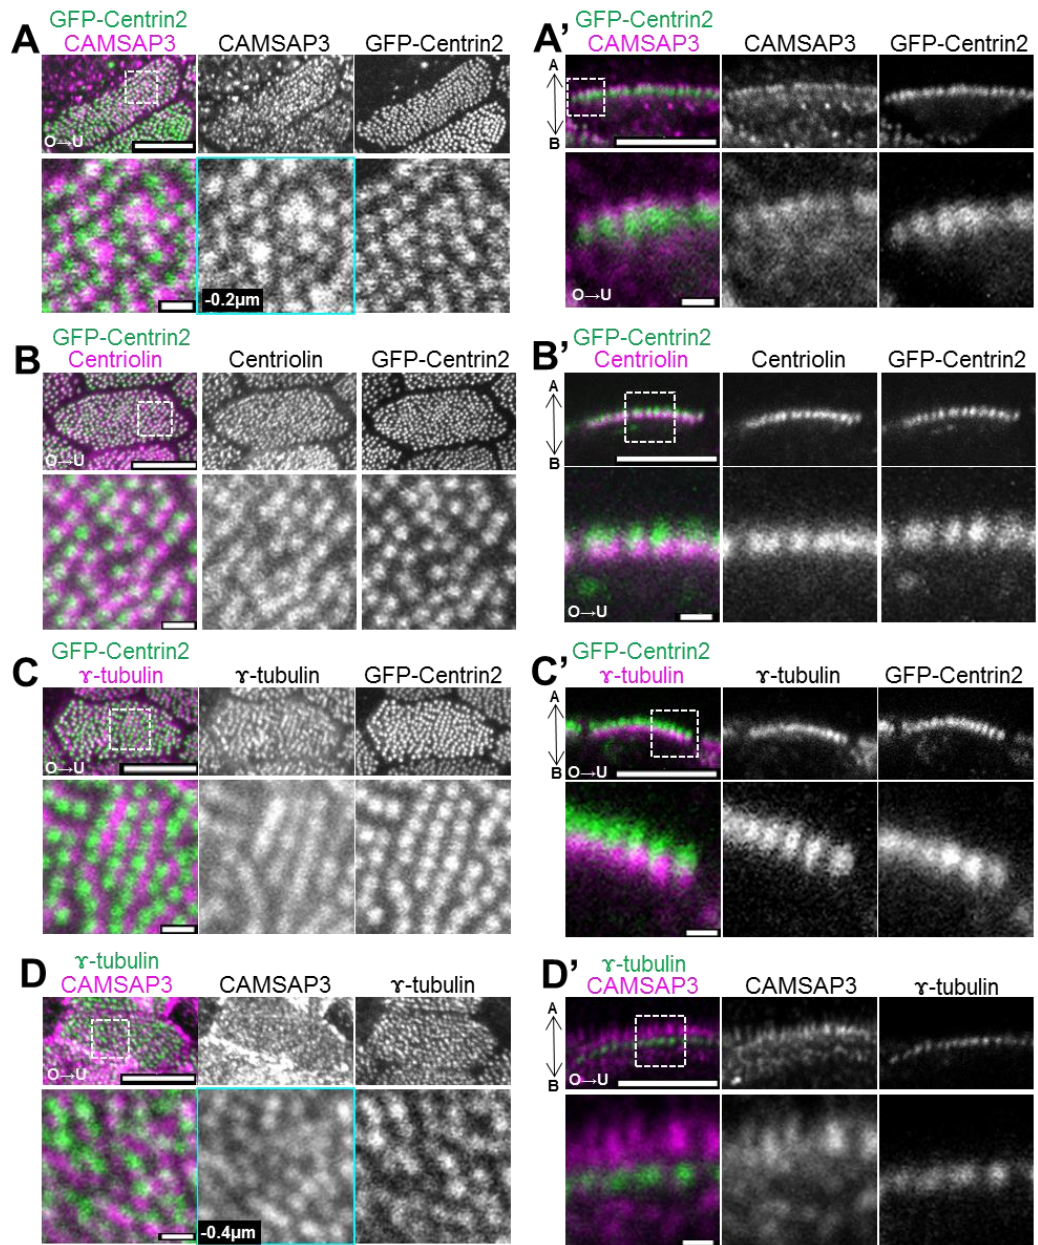 A
GFP-Centrin2
CAMSAP3 CAMSAP3 GFP-Centrin2
O→U
-0.2µm
A'
GFP-Centrin2
CAMSAP3 CAMSAP3 GFP-Centrin2
A
B
O→U
B
GFP-Centrin2
Centriolin Centriolin GFP-Centrin2
O→U
B'
GFP-Centrin2
Centriolin Centriolin GFP-Centrin2
A
B
O→U
C
GFP-Centrin2
ɤ-tubulin ɤ-tubulin GFP-Centrin2
O→U
C'
GFP-Centrin2
ɤ-tubulin ɤ-tubulin GFP-Centrin2
A
B
O→U
D
ɤ-tubulin
CAMSAP3 CAMSAP3 ɤ-tubulin
O→U
-0.4µm
D'
ɤ-tubulin
CAMSAP3 CAMSAP3 ɤ-tubulin
A
B
O→U